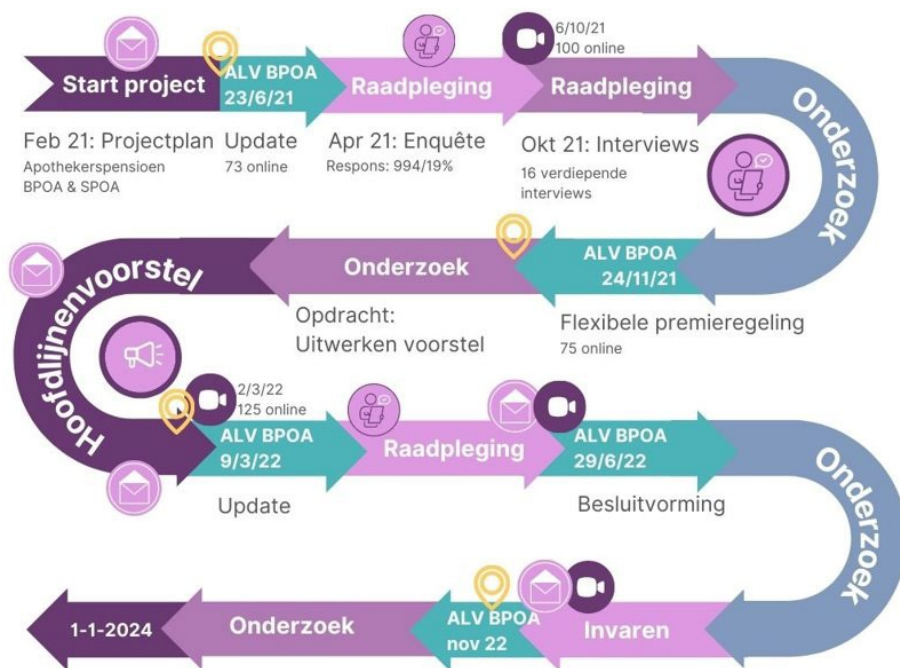 6/10/21
100 online
Start project
ALV BPOA
23/6/21
Raadpleging
Raadpleging
Onderzoek
Feb 21: Projectplan
Apothekerspensioen
BPOA & SPOA
Update
73 online
Apr 21: Enquête
Respons: 994/19%
Okt 21: Interviews
16 verdiepende
interviews
Hoofdlijnenvoorstel
Onderzoek
ALV BPOA
24/11/21
Opdracht:
Uitwerken voorstel
Flexibele premieregeling
75 online
2/3/22
125 online
ALV BPOA
9/3/22
Raadpleging
ALV BPOA
29/6/22
Onderzoek
Update
Besluitvorming
1-1-2024
Onderzoek
ALV BPOA
nov 22
Invaren